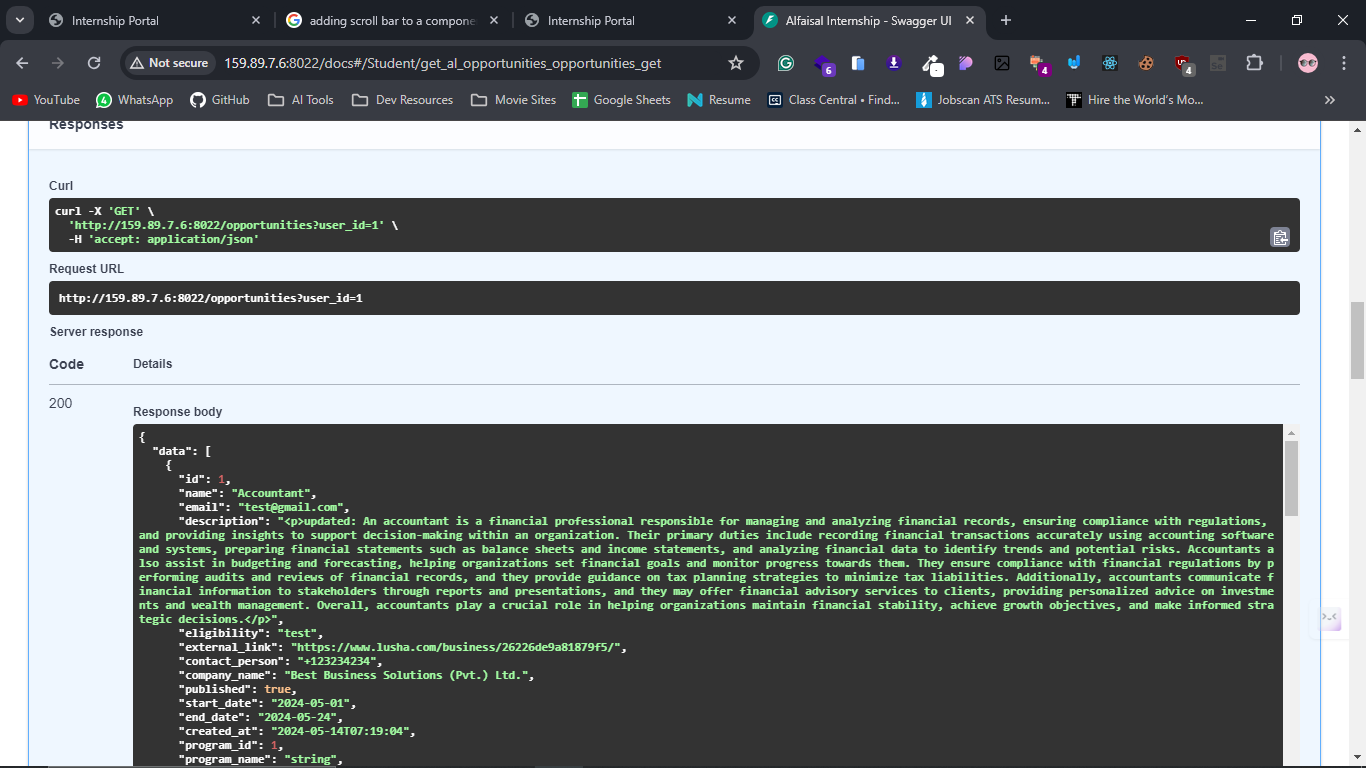 Internship Portal
adding scroll bar to a compone
Internship Portal
Alfaisal Internship - Swagger UI
Not secure
159.89.7.6:8022/docs#/Student/get_al_opportunities_opportunities_get
6
4
4
YouTube
WhatsApp
GitHub
AI Tools
Dev Resources
Movie Sites
Google Sheets
Resume
Class Central • Find...
Jobscan ATS Resum...
Hire the World's Mo...
Responses
Curl
curl -X 'GET' \
'http://159.89.7.6:8022/opportunities?user_id=1' \
-H 'accept: application/json'
Request URL
http://159.89.7.6:8022/opportunities?user_id=1
Server response
Code Details
200
Response body
{
"data": [
{
"id": 1,
"name": "Accountant",
"email": "test@gmail.com",
"description": "<p>updated: An accountant is a financial professional responsible for managing and analyzing financial records, ensuring compliance with regulations,
and providing insights to support decision-making within an organization. Their primary duties include recording financial transactions accurately using accounting software
and systems, preparing financial statements such as balance sheets and income statements, and analyzing financial data to identify trends and potential risks. Accountants a
lso assist in budgeting and forecasting, helping organizations set financial goals and monitor progress towards them. They ensure compliance with financial regulations by p
erforming audits and reviews of financial records, and they provide guidance on tax planning strategies to minimize tax liabilities. Additionally, accountants communicate f
inancial information to stakeholders through reports and presentations, and they may offer financial advisory services to clients, providing personalized advice on investme
nts and wealth management. Overall, accountants play a crucial role in helping organizations maintain financial stability, achieve growth objectives, and make informed stra
tegic decisions.</p>",
"eligibility": "test",
"external_link": "https://www.lusha.com/business/26226de9a81879f5/",
"contact_person": "+123234234",
"company_name": "Best Business Solutions (Pvt.) Ltd.",
"published": true,
"start_date": "2024-05-01",
"end_date": "2024-05-24",
"created_at": "2024-05-14T07:19:04",
"program_id": 1,
"program_name": "string",